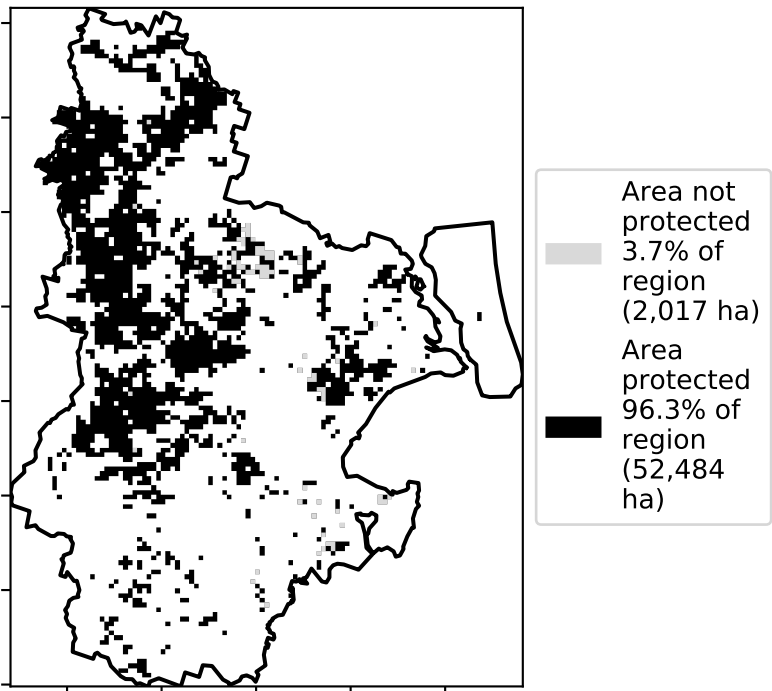 Area not
protected
3.7% of
region
(2,017 ha)
Area
protected
96.3% of
region
(52,484
ha)